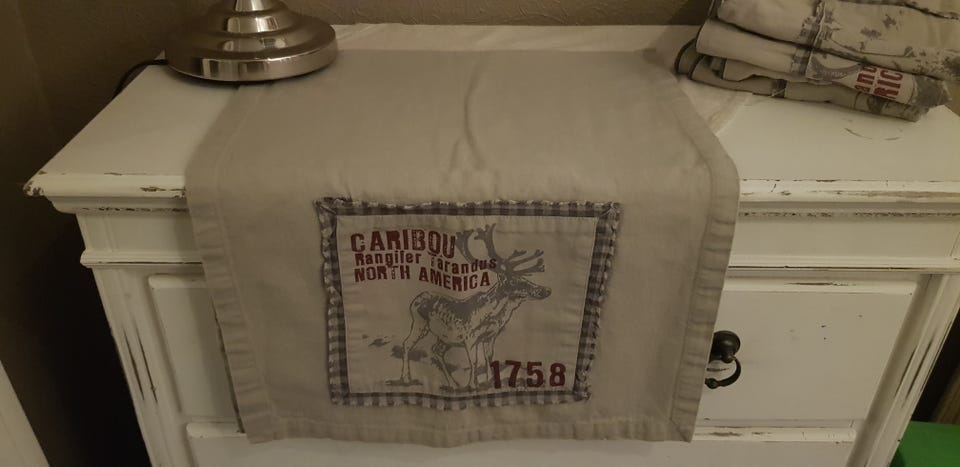 CARIBOU
Rangifer Tarandus
NORTH AMERICA
1758